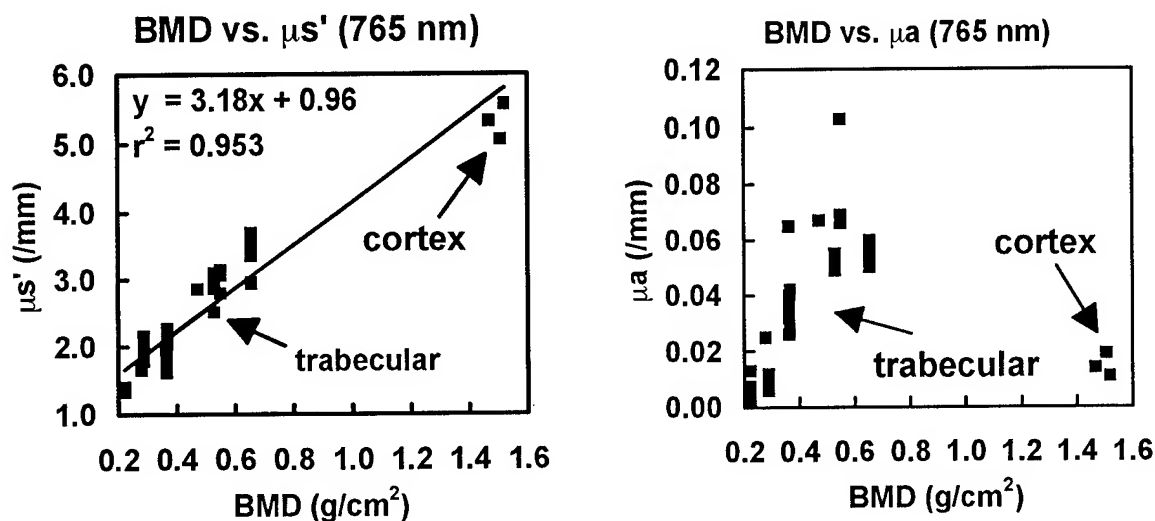 BMD vs. μs' (765 nm)
6.0
5.0
4.0
3.0
2.0
1.0
μs' (/mm)
y = 3.18x + 0.96
r² = 0.953
cortex
trabecular
0.2 0.4 0.6 0.8 1.0 1.2 1.4 1.6
BMD (g/cm²)
BMD vs. μa (765 nm)
0.12
0.10
0.08
0.06
0.04
0.02
0.00
μa (/mm)
cortex
trabecular
0.2 0.4 0.6 0.8 1.0 1.2 1.4 1.6
BMD (g/cm²)